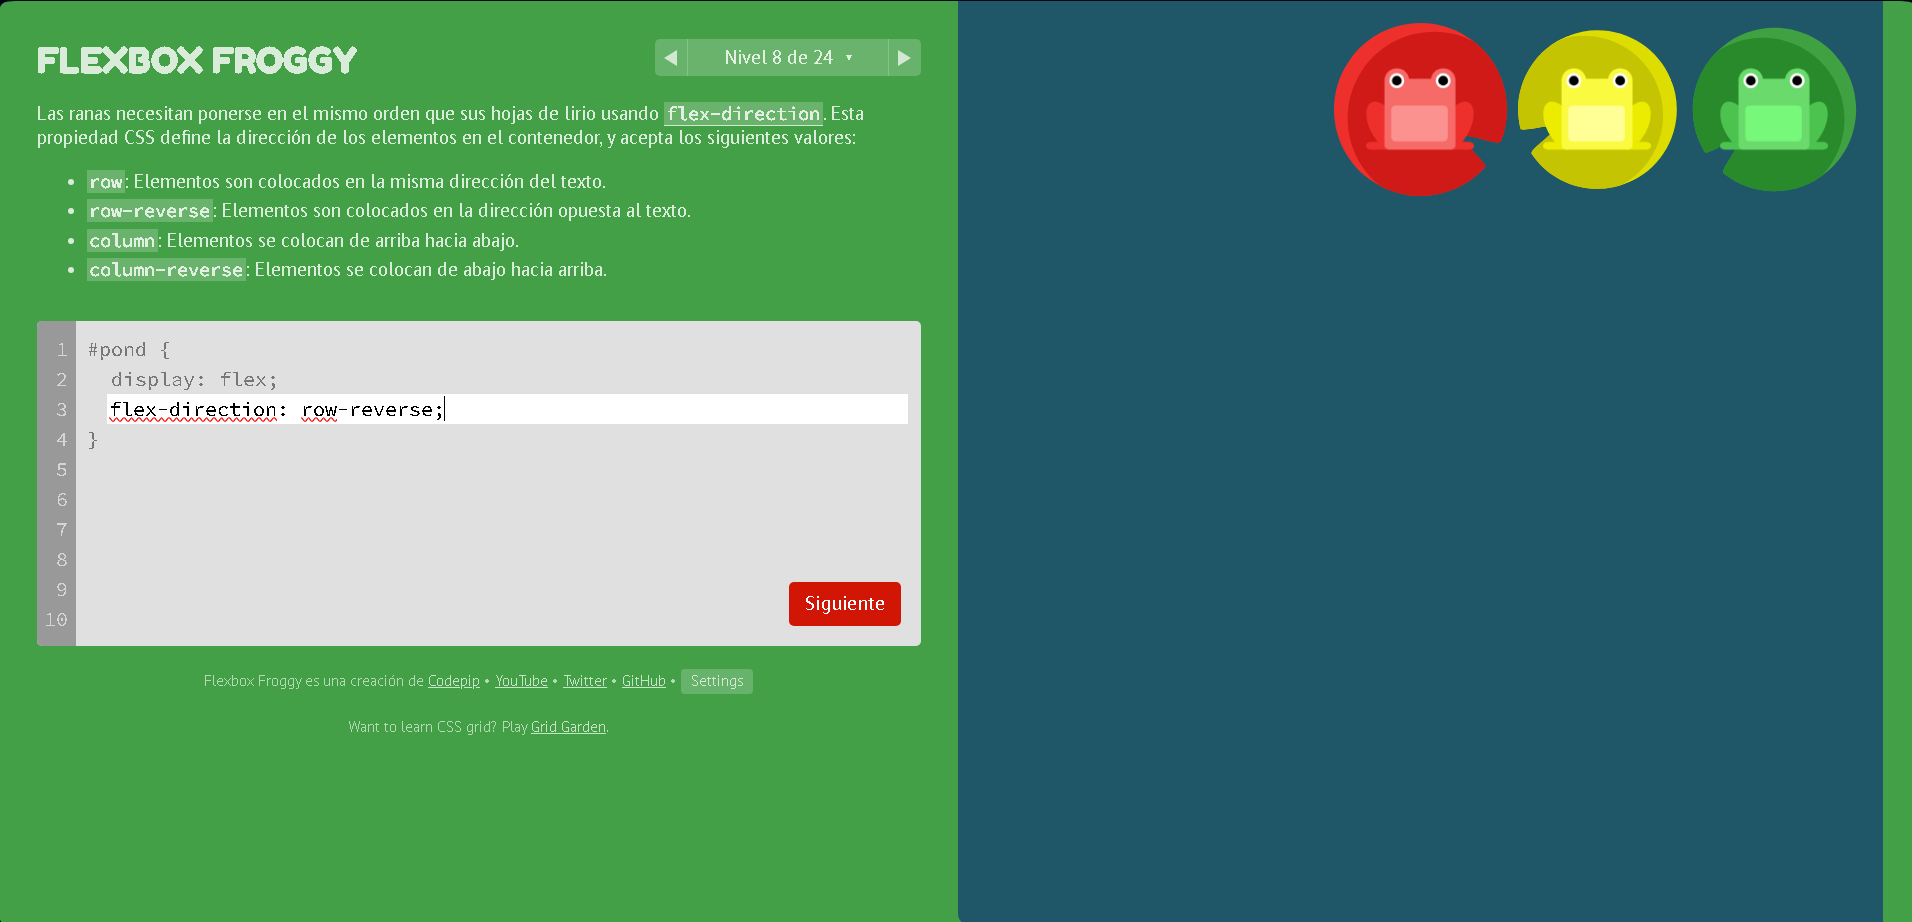 FLEXBOX FROGGY
◀ Nivel 8 de 24 ▾ ▶
Las ranas necesitan ponerse en el mismo orden que sus hojas de lirio usando flex-direction. Esta
propiedad CSS define la dirección de los elementos en el contenedor, y acepta los siguientes valores:
• row: Elementos son colocados en la misma dirección del texto.
• row-reverse: Elementos son colocados en la dirección opuesta al texto.
• column: Elementos se colocan de arriba hacia abajo.
• column-reverse: Elementos se colocan de abajo hacia arriba.
1 #pond {
2 display: flex;
3 flex-direction: row-reverse;
4 }
5
6
7
8
9
10
Siguiente
Flexbox Froggy es una creación de Codepip • YouTube • Twitter • GitHub • Settings
Want to learn CSS grid? Play Grid Garden.